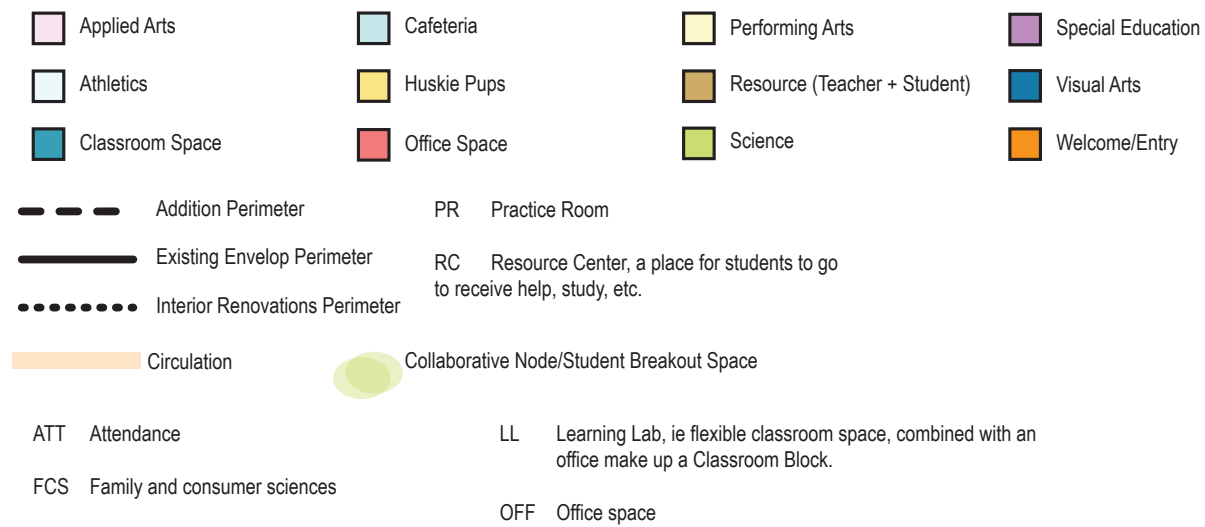 Applied Arts
Cafeteria
Performing Arts
Special Education
Athletics
Huskie Pups
Resource (Teacher + Student)
Visual Arts
Classroom Space
Office Space
Science
Welcome/Entry
Addition Perimeter
PR Practice Room
Existing Envelop Perimeter
RC Resource Center, a place for students to go
to receive help, study, etc.
Interior Renovations Perimeter
Circulation
Collaborative Node/Student Breakout Space
ATT Attendance
LL Learning Lab, ie flexible classroom space, combined with an
office make up a Classroom Block.
FCS Family and consumer sciences
OFF Office space